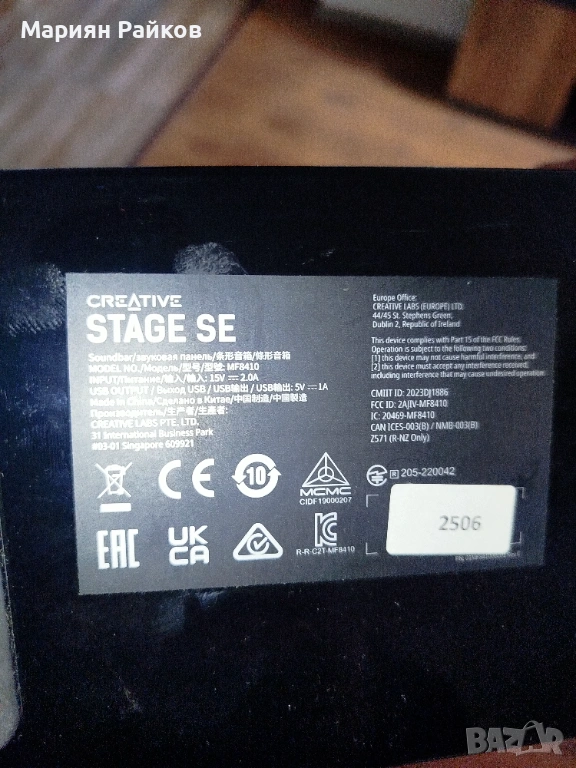 Мариян Райков
CREATIVE
STAGE SE
Soundbar/звуковая панель/条形音箱/條形音箱
MODEL NO./Модель/型号/型號: MF8410
INPUT/Питание/输入/輸入: 15V ⎓ 2.0A
USB OUTPUT / Выход USB / USB输出 / USB輸出: 5V ⎓ 1A
Made in China/Сделано в Китае/中国制造/中國製造
Производитель/生产者/生產者:
CREATIVE LABS PTE. LTD.
31 International Business Park
#03-01 Singapore 609921
Europe Office:
CREATIVE LABS (EUROPE) LTD
44/45 St. Stephens Green,
Dublin 2, Republic of Ireland
This device complies with Part 15 of the FCC Rules.
Operation is subject to the following two conditions:
[1] this device may not cause harmful interference, and
[2] this device must accept any interference received,
including interference that may cause undesired operation.
CMIIT ID: 2023DJ1886
FCC ID: 2AJIV-MF8410
IC: 20469-MF8410
CAN ICES-003(B) / NMB-003(B)
Z571 (R-NZ Only)
CE
10
MCMC
CIDF19000207
R 205-220042
2506
EAC
UK
CA
R-R-C2T-MF8410
BAZAR